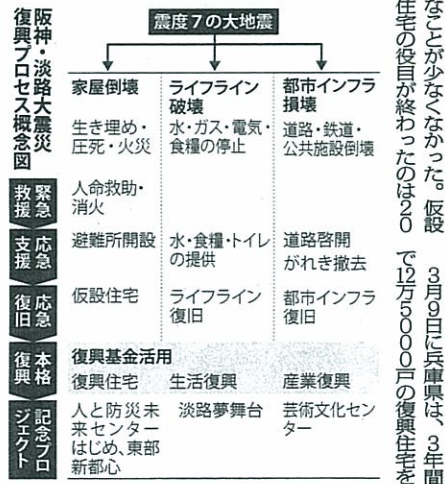 なことが少なくなかった。仮設
住宅の役目が終わったのは20
3月9日に兵庫県は、3年間
で12万5000戸の復興住宅を
阪神・淡路大震災
復興プロセス概念図
震度7の大地震
家屋倒壊
ライフライン
破壊
都市インフラ
損壊
生き埋め・
圧死・火災
水・ガス・電気・
食糧の停止
道路・鉄道・
公共施設倒壊
緊急
救援
人命救助・
消火
応急
支援
避難所開設
水・食糧・トイレ
の提供
道路啓開
がれき撤去
応急
復旧
仮設住宅
ライフライン
復旧
都市インフラ
復旧
本格
復興
復興基金活用
復興住宅
生活復興
産業復興
記念プロ
ジェクト
人と防災未
来センター
はじめ、東部
新都心
淡路夢舞台
芸術文化セン
ター